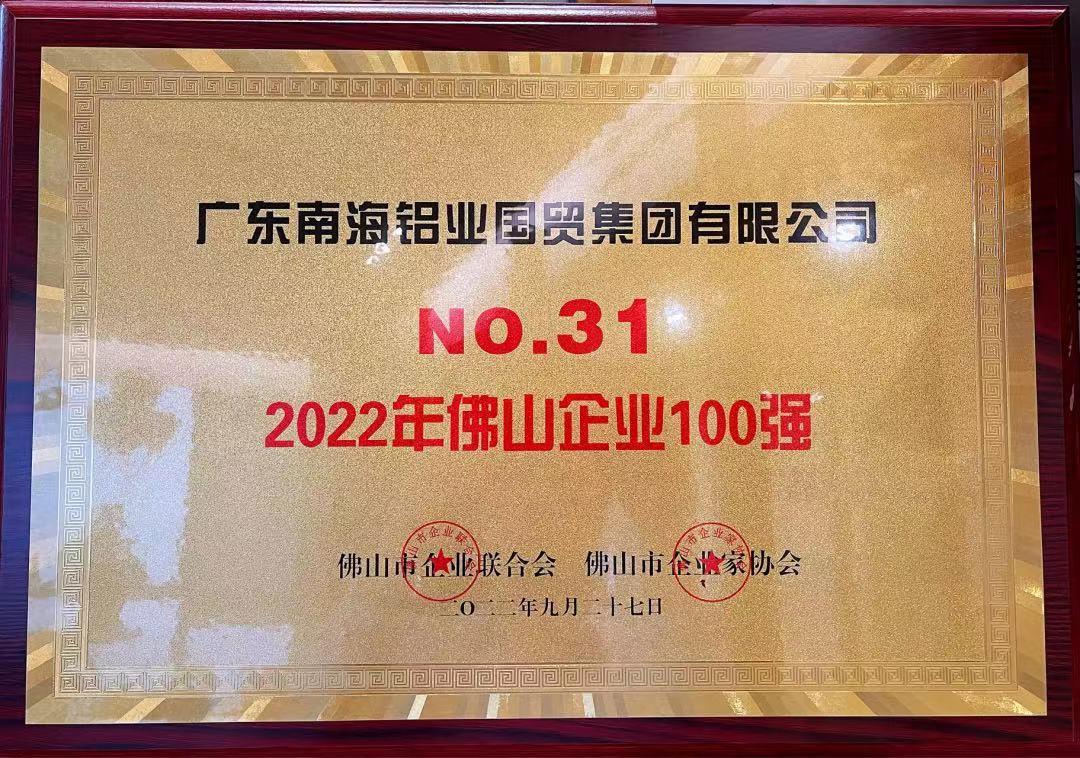 广东南海铝业国贸集团有限公司
NO.31
2022年佛山企业100强
佛山市企业联合会 佛山市企业家协会
二〇二二年九月二十七日